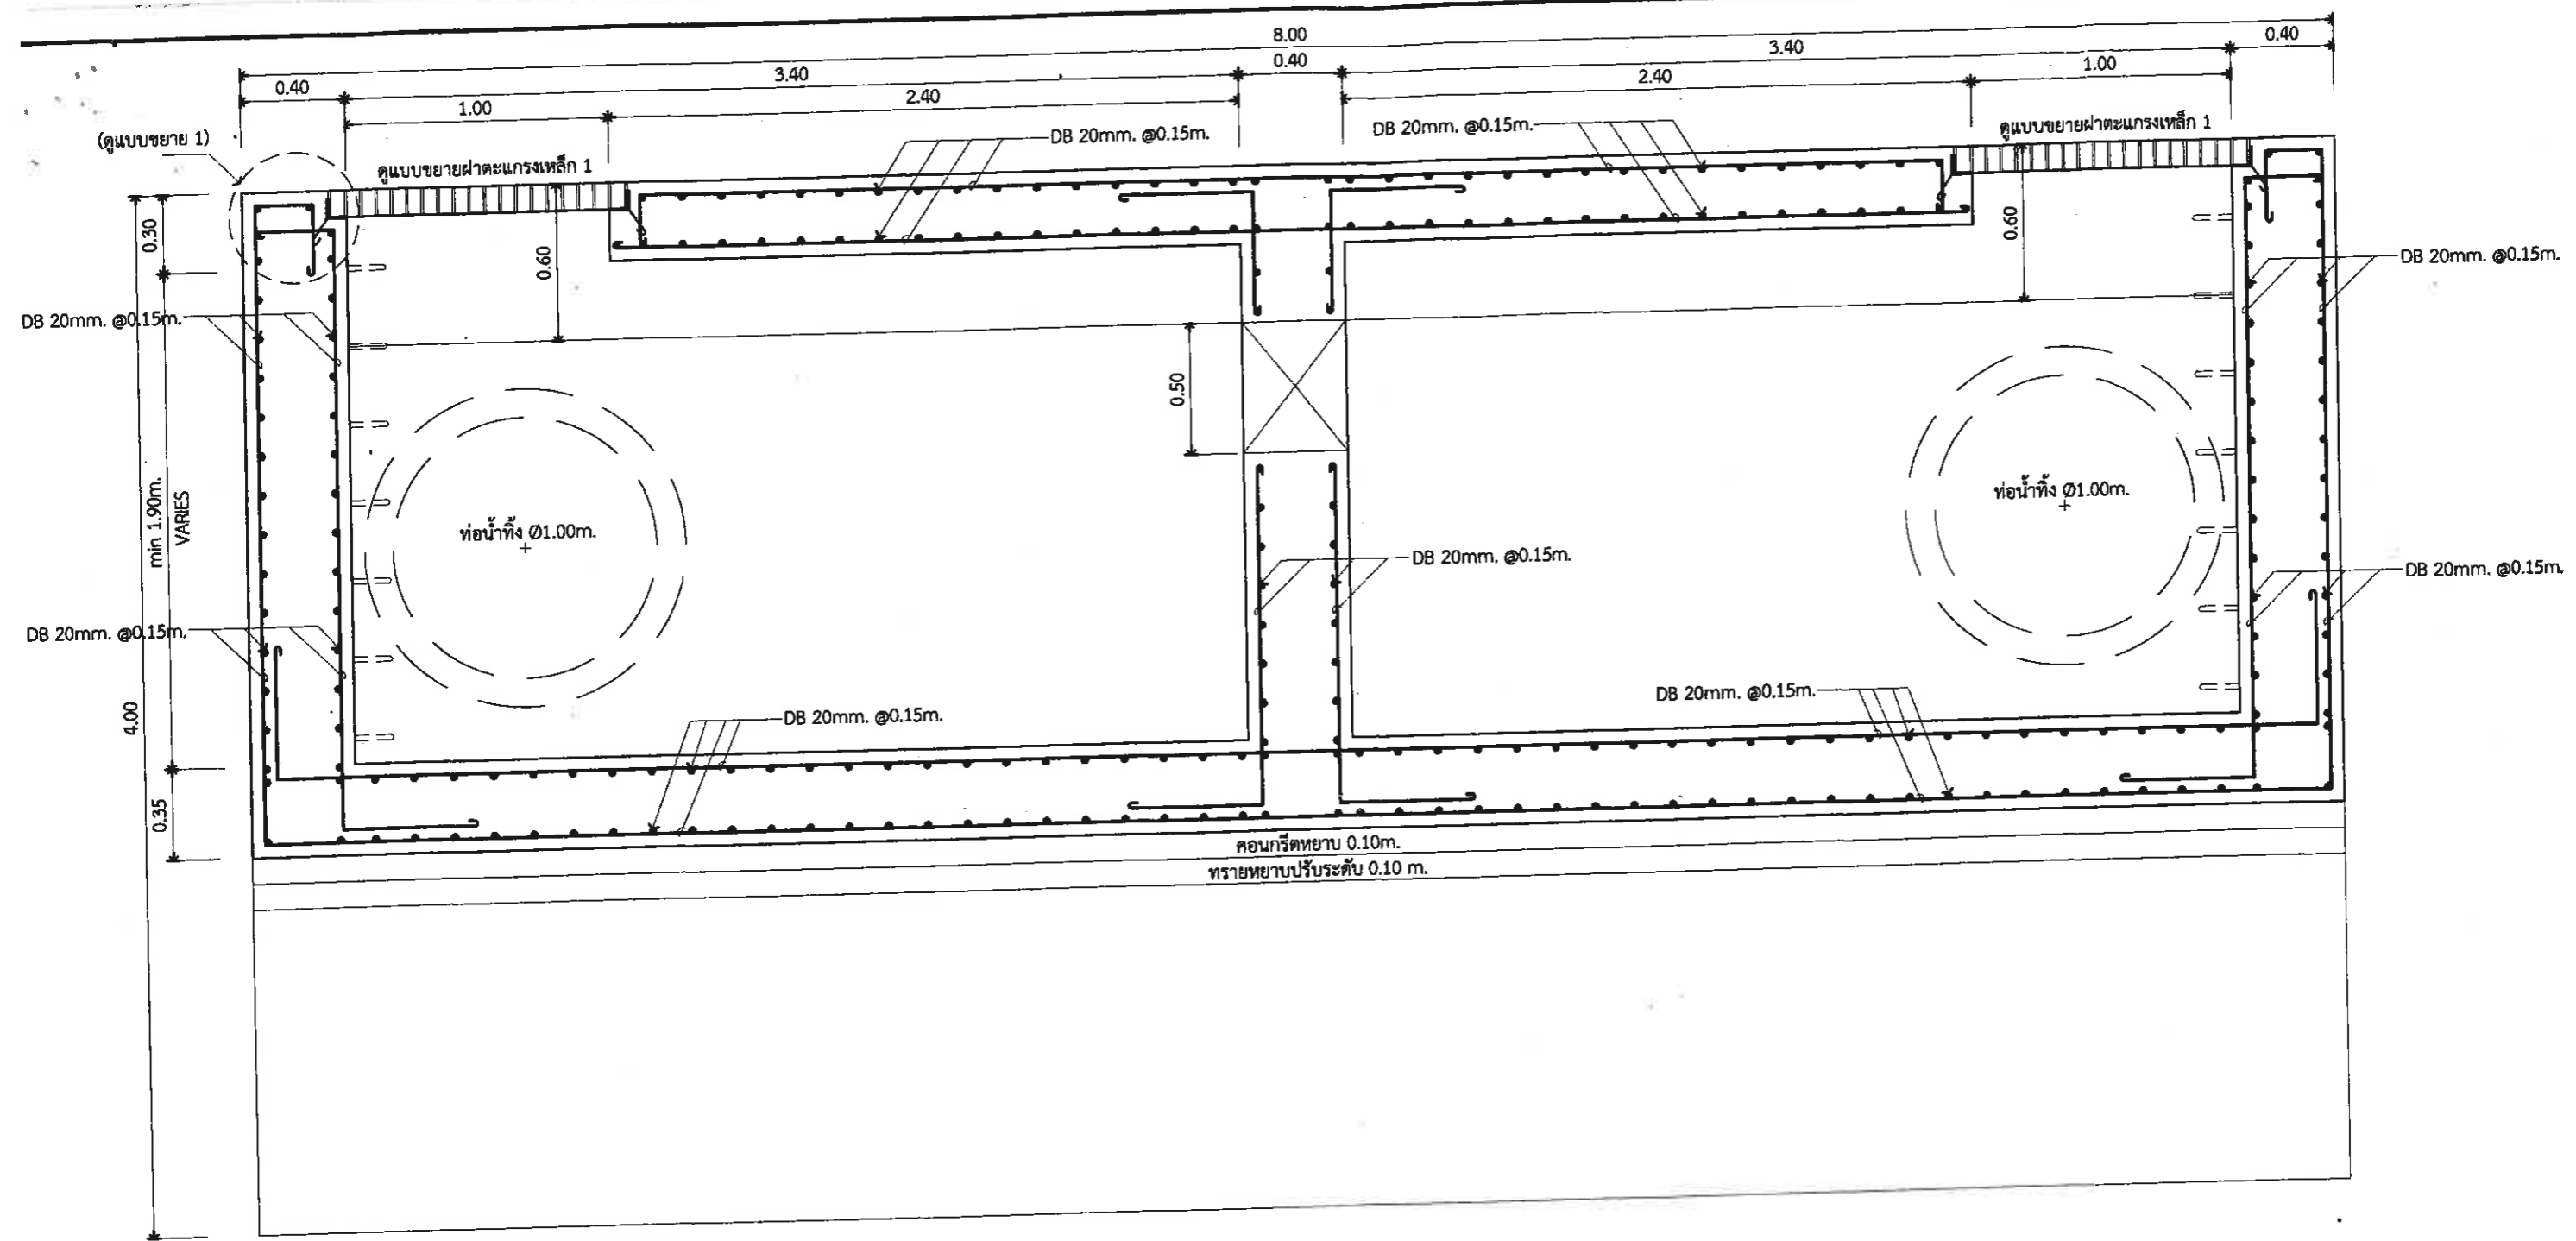 8.00
0.40
3.40
0.40
3.40
0.40
1.00
2.40
2.40
1.00
(ดูแบบขยาย 1)
ดูแบบขยายฝาตะแกรงเหล็ก 1
DB 20mm. @0.15m.
DB 20mm. @0.15m.
ดูแบบขยายฝาตะแกรงเหล็ก 1
0.30
0.60
0.60
DB 20mm. @0.15m.
DB 20mm. @0.15m.
0.50
min 1.90m.
VARIES
ท่อน้ำทิ้ง Ø1.00m.
ท่อน้ำทิ้ง Ø1.00m.
DB 20mm. @0.15m.
DB 20mm. @0.15m.
DB 20mm. @0.15m.
DB 20mm. @0.15m.
DB 20mm. @0.15m.
4.00
0.35
คอนกรีตหยาบ 0.10m.
ทรายหยาบปรับระดับ 0.10 m.